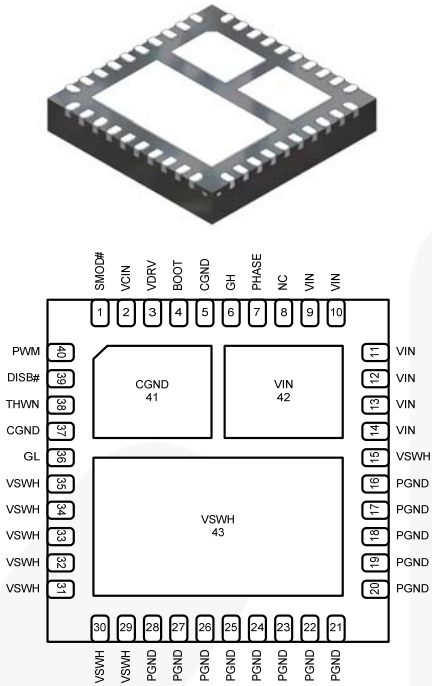 SMOD#
VCIN
VDRV
BOOT
CGND
GH
PHASE
NC
VIN
VIN
1 2 3 4 5 6 7 8 9 10
PWM 40 11 VIN
DISB# 39 CGND VIN 12 VIN
THWN 38 41 42 13 VIN
CGND 37 14 VIN
GL 36 15 VSWH
VSWH 35 16 PGND
VSWH 34 VSWH 17 PGND
VSWH 33 43 18 PGND
VSWH 32 19 PGND
VSWH 31 20 PGND
30 29 28 27 26 25 24 23 22 21
VSWH
VSWH
PGND
PGND
PGND
PGND
PGND
PGND
PGND
PGND